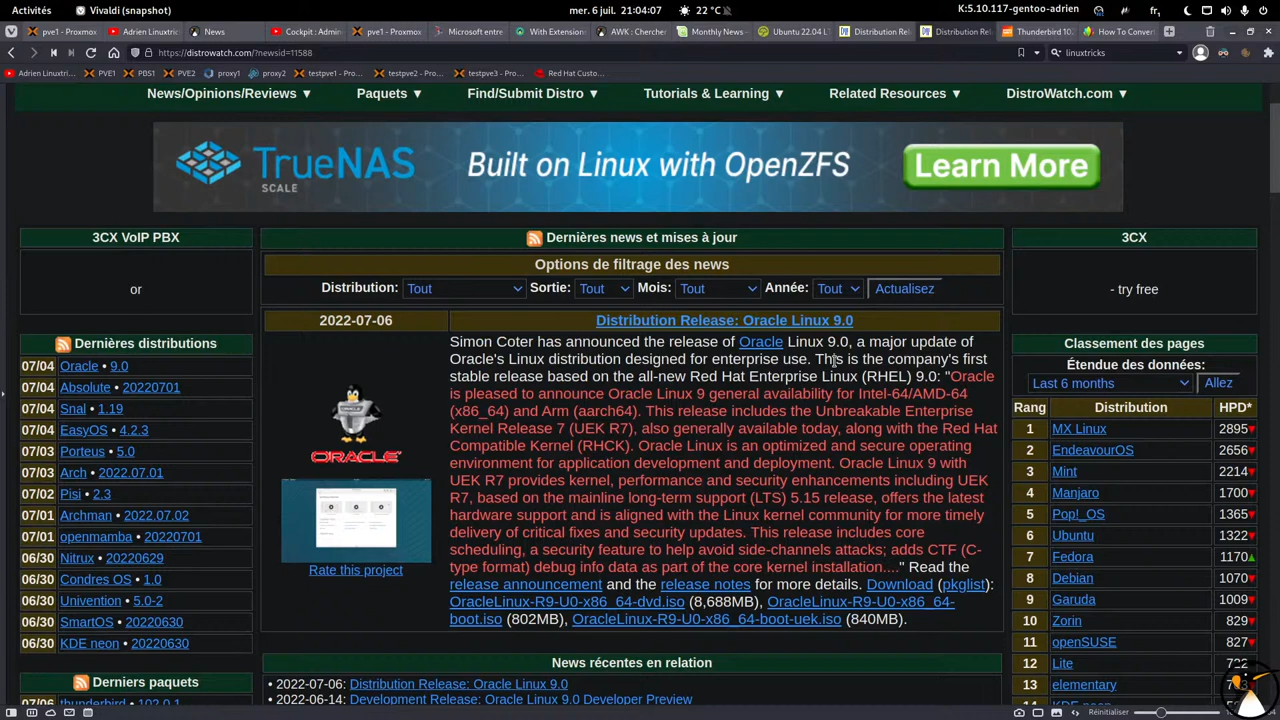 Activités Vivaldi (snapshot) mer. 6 juil. 21:04:07 22 °C K:5.10.117-gentoo-adrien fr₁
pve1 - Proxmox Adrien Linuxtric News Cockpit : Admin pve1 - Proxmox Microsoft entre With Extension AWK : Chercher Monthly News - Ubuntu 22.04 L Distribution Rel Distribution Rel Thunderbird 10 How To Convert
https://distrowatch.com/?newsid=11588 linuxtricks
Adrien Linuxtri... PVE1 PBS1 PVE2 proxy1 proxy2 testpve1 - Pro... testpve2 - Pro... testpve3 - Pro... Red Hat Custo...
News/Opinions/Reviews ▼ Paquets ▼ Find/Submit Distro ▼ Tutorials & Learning ▼ Related Resources ▼ DistroWatch.com ▼
TrueNAS SCALE Built on Linux with OpenZFS Learn More
3CX VoIP PBX
or
Dernières distributions
07/04 Oracle • 9.0
07/04 Absolute • 20220701
07/04 Snal • 1.19
07/04 EasyOS • 4.2.3
07/03 Porteus • 5.0
07/03 Arch • 2022.07.01
07/02 Pisi • 2.3
07/01 Archman • 2022.07.02
07/01 openmamba • 20220701
06/30 Nitrux • 20220629
06/30 Condres OS • 1.0
06/30 Univention • 5.0-2
06/30 SmartOS • 20220630
06/30 KDE neon • 20220630
Derniers paquets
07/06 thunderbird • 102.0.1
Dernières news et mises à jour
Options de filtrage des news
Distribution: Tout Sortie: Tout Mois: Tout Année: Tout Actualisez
2022-07-06 Distribution Release: Oracle Linux 9.0
ORACLE
Rate this project
Simon Coter has announced the release of Oracle Linux 9.0, a major update of
Oracle's Linux distribution designed for enterprise use. This is the company's first
stable release based on the all-new Red Hat Enterprise Linux (RHEL) 9.0: "Oracle
is pleased to announce Oracle Linux 9 general availability for Intel-64/AMD-64
(x86_64) and Arm (aarch64). This release includes the Unbreakable Enterprise
Kernel Release 7 (UEK R7), also generally available today, along with the Red Hat
Compatible Kernel (RHCK). Oracle Linux is an optimized and secure operating
environment for application development and deployment. Oracle Linux 9 with
UEK R7 provides kernel, performance and security enhancements including UEK
R7, based on the mainline long-term support (LTS) 5.15 release, offers the latest
hardware support and is aligned with the Linux kernel community for more timely
delivery of critical fixes and security updates. This release includes core
scheduling, a security feature to help avoid side-channels attacks; adds CTF (C-
type format) debug info data as part of the core kernel installation...." Read the
release announcement and the release notes for more details. Download (pkglist):
OracleLinux-R9-U0-x86_64-dvd.iso (8,688MB), OracleLinux-R9-U0-x86_64-
boot.iso (802MB), OracleLinux-R9-U0-x86_64-boot-uek.iso (840MB).
News récentes en relation
• 2022-07-06: Distribution Release: Oracle Linux 9.0
• 2022-06-14: Development Release: Oracle Linux 9.0 Developer Preview
3CX
- try free
Classement des pages
Étendue des données:
Last 6 months Allez
Rang Distribution HPD*
1 MX Linux 2895
2 EndeavourOS 2656
3 Mint 2214
4 Manjaro 1700
5 Pop!_OS 1365
6 Ubuntu 1322
7 Fedora 1170
8 Debian 1070
9 Garuda 1009
10 Zorin 829
11 openSUSE 827
12 Lite
13 elementary
Réinitialiser